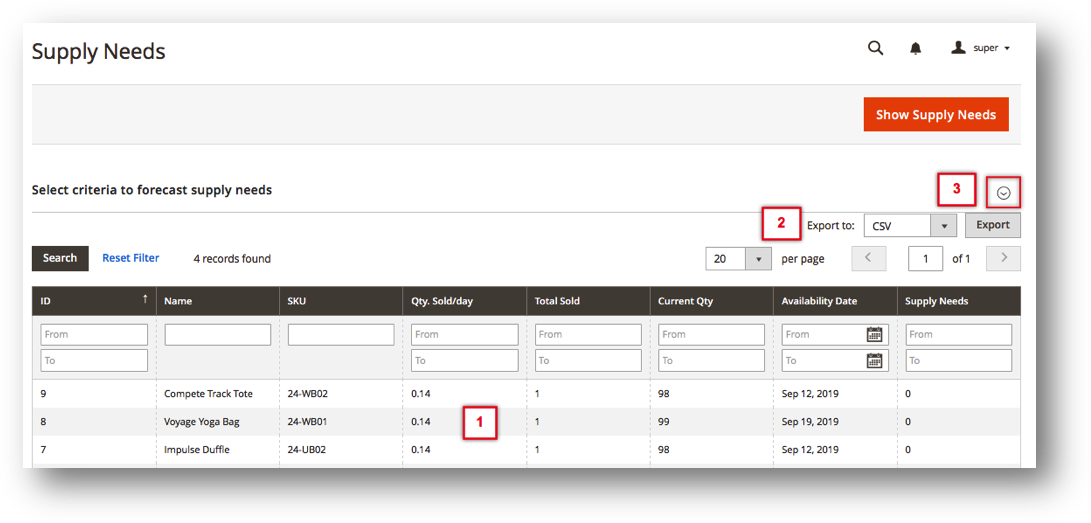 Supply Needs
super
Show Supply Needs
Select criteria to forecast supply needs
3
2
Export to: CSV Export
Search Reset Filter 4 records found 20 per page 1 of 1
ID ↑ Name SKU Qty. Sold/day Total Sold Current Qty Availability Date Supply Needs
From From From From From From
To To To To To To
9 Compete Track Tote 24-WB02 0.14 1 98 Sep 12, 2019 0
8 Voyage Yoga Bag 24-WB01 0.14 1 1 99 Sep 19, 2019 0
7 Impulse Duffle 24-UB02 0.14 1 98 Sep 12, 2019 0